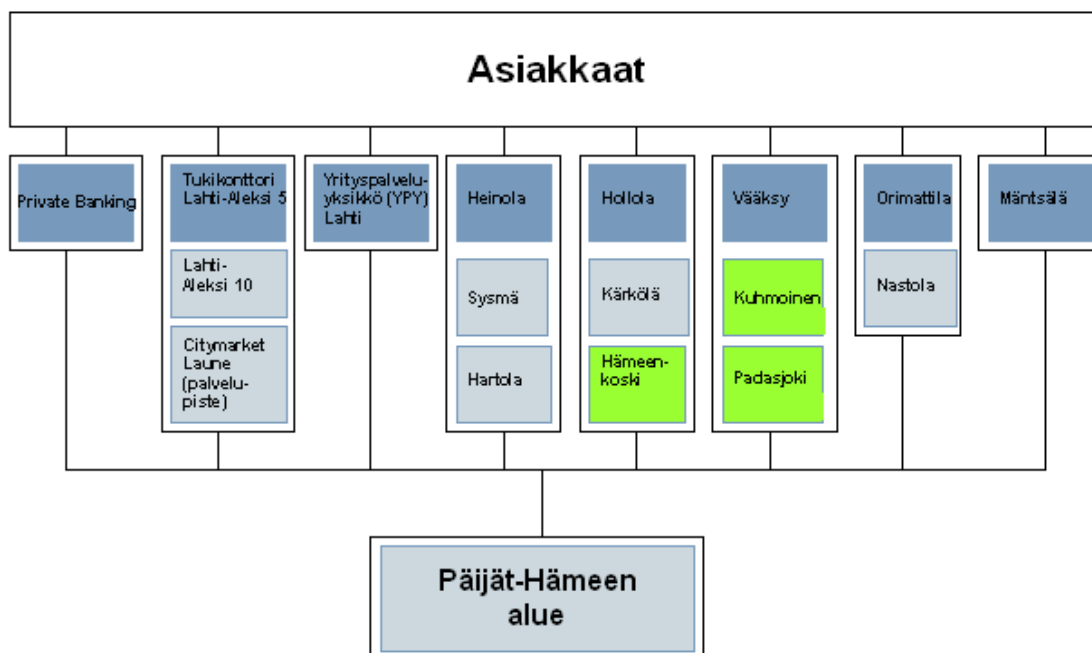 Asiakkaat
Private Banking
Tukikonttori
Lahti-Aleksi 5
Yrityspalvelu-
yksikkö (YPY)
Lahti
Heinola
Hollola
Vääksy
Orimattila
Mäntsälä
Lahti-
Aleksi 10
Sysmä
Kärkölä
Kuhmoinen
Nastola
Citymarket
Laune
(palvelu-
piste)
Hartola
Hämeen-
koski
Padasjoki
Päijät-Hämeen
alue